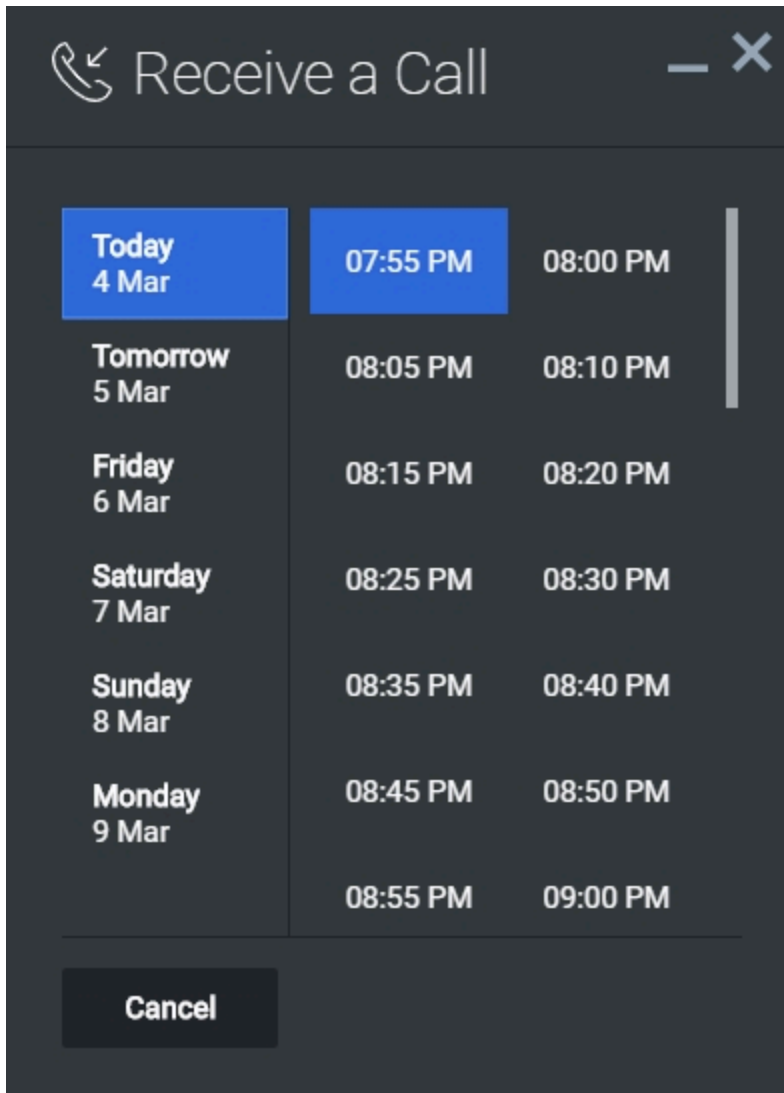 Receive a Call
Today
4 Mar
Tomorrow
5 Mar
Friday
6 Mar
Saturday
7 Mar
Sunday
8 Mar
Monday
9 Mar
07:55 PM 08:00 PM
08:05 PM 08:10 PM
08:15 PM 08:20 PM
08:25 PM 08:30 PM
08:35 PM 08:40 PM
08:45 PM 08:50 PM
08:55 PM 09:00 PM
Cancel